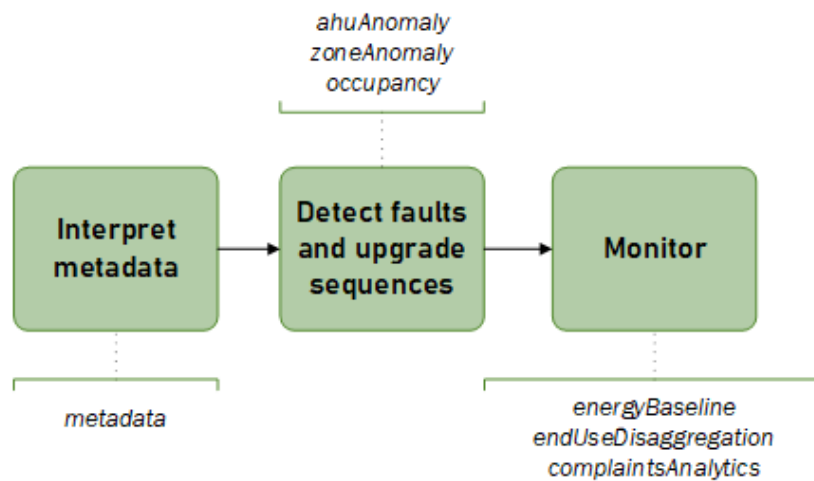 ahuAnomaly
zoneAnomaly
occupancy
Interpret
metadata
Detect faults
and upgrade
sequences
Monitor
metadata
energyBaseline
endUseDisaggregation
complaintsAnalytics